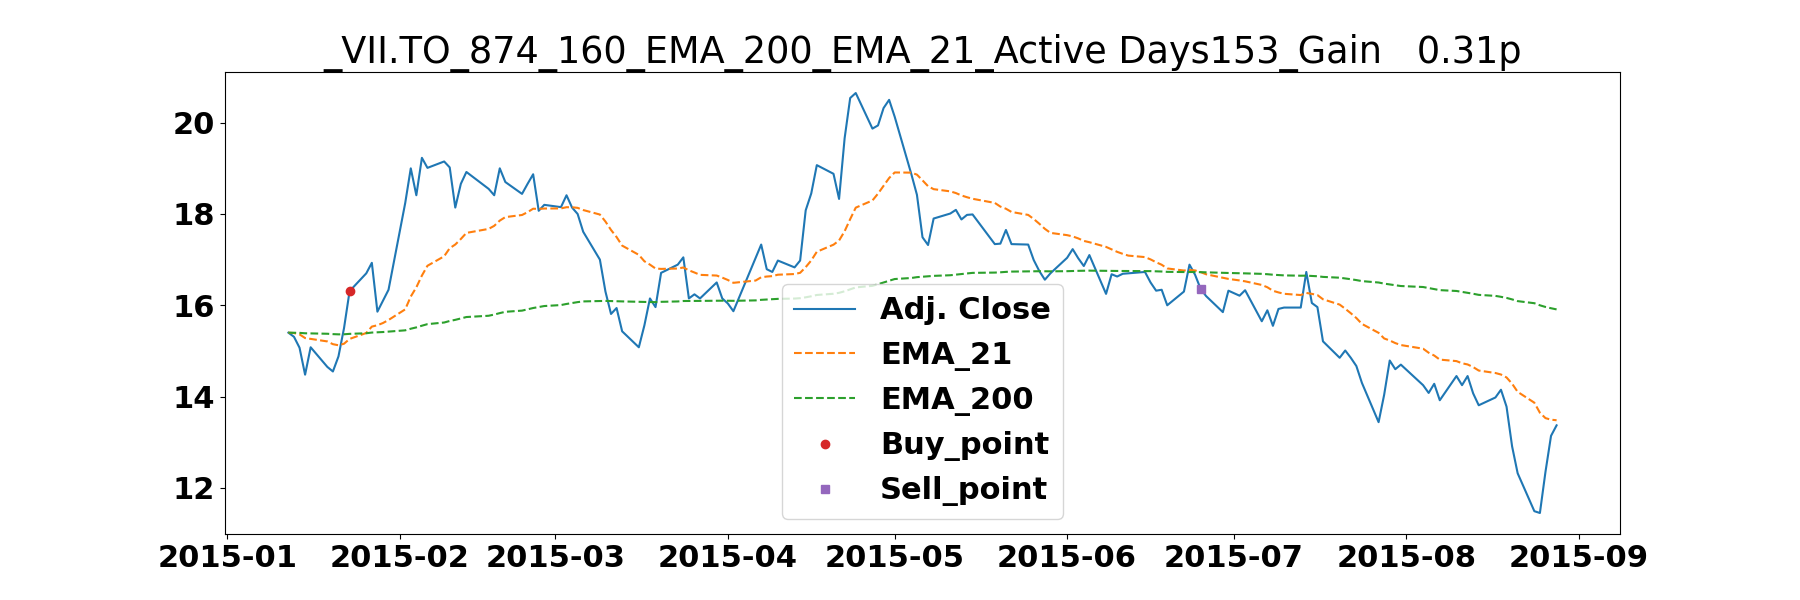 _VII.TO_874_160_EMA_200_EMA_21_Active Days153_Gain   0.31p
20
18
16
14
12
Adj. Close
EMA_21
EMA_200
Buy_point
Sell_point
2015-01 2015-02 2015-03 2015-04 2015-05 2015-06 2015-07 2015-08 2015-09